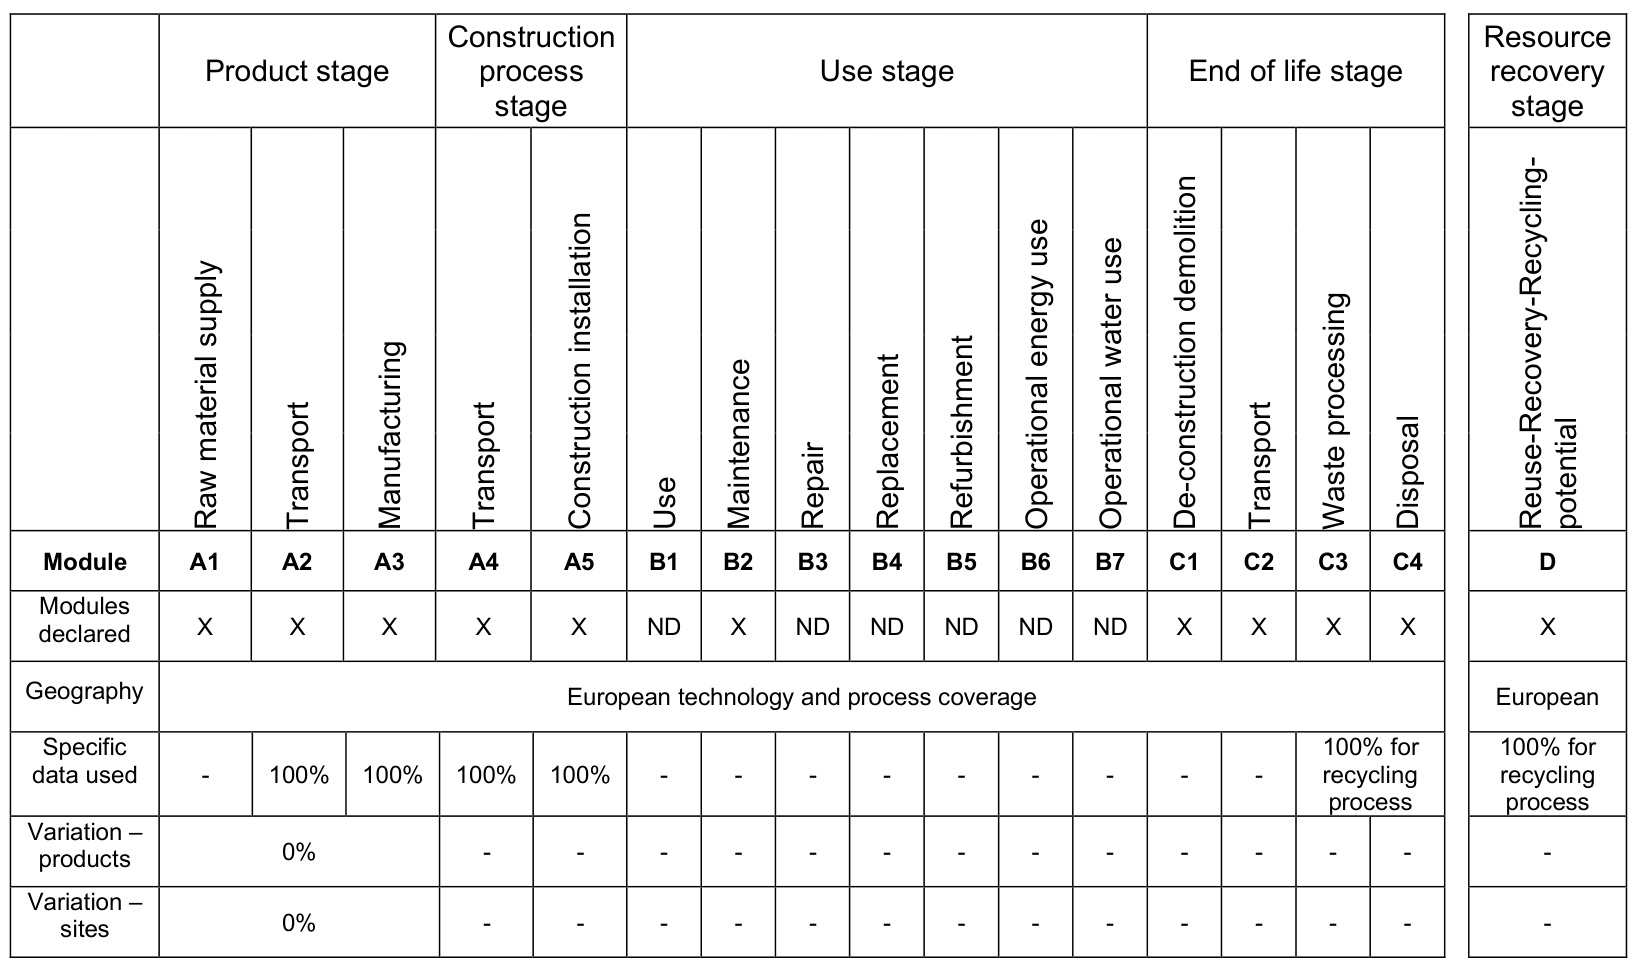 Product stage
Construction
process
stage
Use stage
End of life stage
Resource
recovery
stage
Raw material supply
Transport
Manufacturing
Transport
Construction installation
Use
Maintenance
Repair
Replacement
Refurbishment
Operational energy use
Operational water use
De-construction demolition
Transport
Waste processing
Disposal
Reuse-Recovery-Recycling-
potential
Module A1 A2 A3 A4 A5 B1 B2 B3 B4 B5 B6 B7 C1 C2 C3 C4 D
Modules
declared
X X X X X ND X ND ND ND ND ND X X X X X
Geography
European technology and process coverage
European
Specific
data used
- 100% 100% 100% 100% - - - - - - - - -
100% for
recycling
process
100% for
recycling
process
Variation –
products
0% - - - - - - - - - - - - - -
Variation –
sites
0% - - - - - - - - - - - - - -